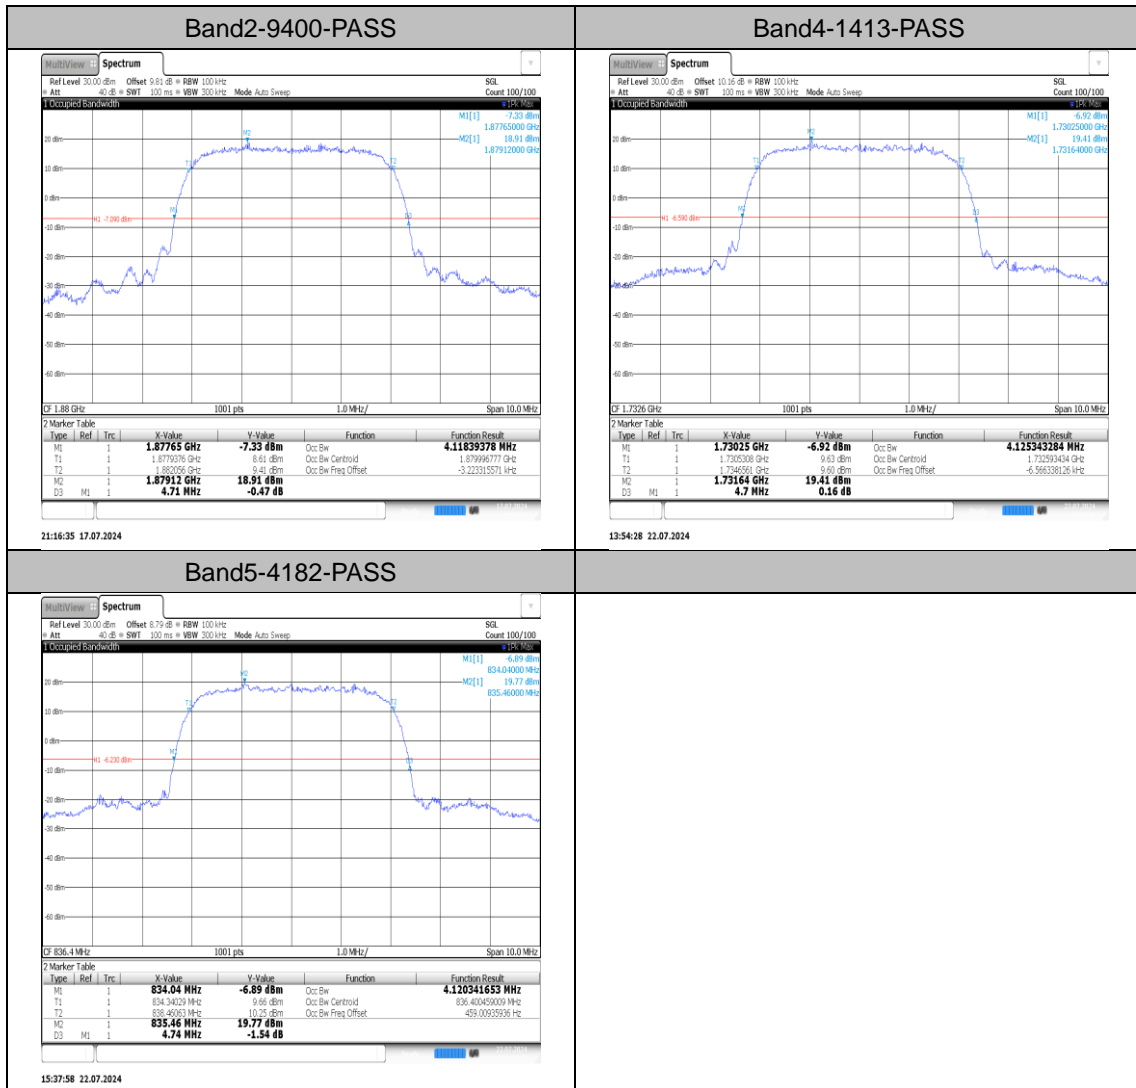 Band2-9400-PASS
MultiView Spectrum
Ref Level 30.00 dBm Offset 9.81 dB RBW 100 kHz SGL
Att 40 dB SWT 100 ms VBW 300 kHz Mode Auto Sweep Count 100/100
1 Occupied Bandwidth 1Pk Max
M1[1] -7.33 dBm
1.87765000 GHz
M2[1] 18.91 dBm
1.87912000 GHz
M2
20 dBm
T1 T2
10 dBm
0 dBm
M1 D3
H1 -7.090 dBm
-10 dBm
-20 dBm
-30 dBm
-40 dBm
-50 dBm
-60 dBm
CF 1.88 GHz 1001 pts 1.0 MHz/ Span 10.0 MHz
2 Marker Table
Type Ref Trc X-Value Y-Value Function Function Result
M1 1 1.87765 GHz -7.33 dBm Occ Bw 4.11839378 MHz
T1 1 1.8779376 GHz 8.61 dBm Occ Bw Centroid 1.879996777 GHz
T2 1 1.882056 GHz 9.41 dBm Occ Bw Freq Offset -3.223315571 kHz
M2 1 1.87912 GHz 18.91 dBm
D3 M1 1 4.71 MHz -0.47 dB
21:16:35 17.07.2024
Band4-1413-PASS
MultiView Spectrum
Ref Level 30.00 dBm Offset 10.16 dB RBW 100 kHz SGL
Att 40 dB SWT 100 ms VBW 300 kHz Mode Auto Sweep Count 100/100
1 Occupied Bandwidth 1Pk Max
M1[1] -6.92 dBm
1.73025000 GHz
M2[1] 19.41 dBm
1.73164000 GHz
M2
20 dBm
T1 T2
10 dBm
0 dBm
M1 D3
H1 -6.590 dBm
-10 dBm
-20 dBm
-30 dBm
-40 dBm
-50 dBm
-60 dBm
CF 1.7326 GHz 1001 pts 1.0 MHz/ Span 10.0 MHz
2 Marker Table
Type Ref Trc X-Value Y-Value Function Function Result
M1 1 1.73025 GHz -6.92 dBm Occ Bw 4.125343284 MHz
T1 1 1.7305308 GHz 9.63 dBm Occ Bw Centroid 1.732593434 GHz
T2 1 1.7346561 GHz 9.60 dBm Occ Bw Freq Offset -6.566338126 kHz
M2 1 1.73164 GHz 19.41 dBm
D3 M1 1 4.7 MHz 0.16 dB
13:54:28 22.07.2024
Band5-4182-PASS
MultiView Spectrum
Ref Level 30.00 dBm Offset 8.79 dB RBW 100 kHz SGL
Att 40 dB SWT 100 ms VBW 300 kHz Mode Auto Sweep Count 100/100
1 Occupied Bandwidth 1Pk Max
M1[1] -6.89 dBm
834.04000 MHz
M2[1] 19.77 dBm
835.46000 MHz
M2
20 dBm
T1 T2
10 dBm
0 dBm
M1 D3
H1 -6.230 dBm
-10 dBm
-20 dBm
-30 dBm
-40 dBm
-50 dBm
-60 dBm
CF 836.4 MHz 1001 pts 1.0 MHz/ Span 10.0 MHz
2 Marker Table
Type Ref Trc X-Value Y-Value Function Function Result
M1 1 834.04 MHz -6.89 dBm Occ Bw 4.120341653 MHz
T1 1 834.34029 MHz 9.66 dBm Occ Bw Centroid 836.400459009 MHz
T2 1 838.46063 MHz 10.25 dBm Occ Bw Freq Offset 459.00935936 Hz
M2 1 835.46 MHz 19.77 dBm
D3 M1 1 4.74 MHz -1.54 dB
15:37:58 22.07.2024